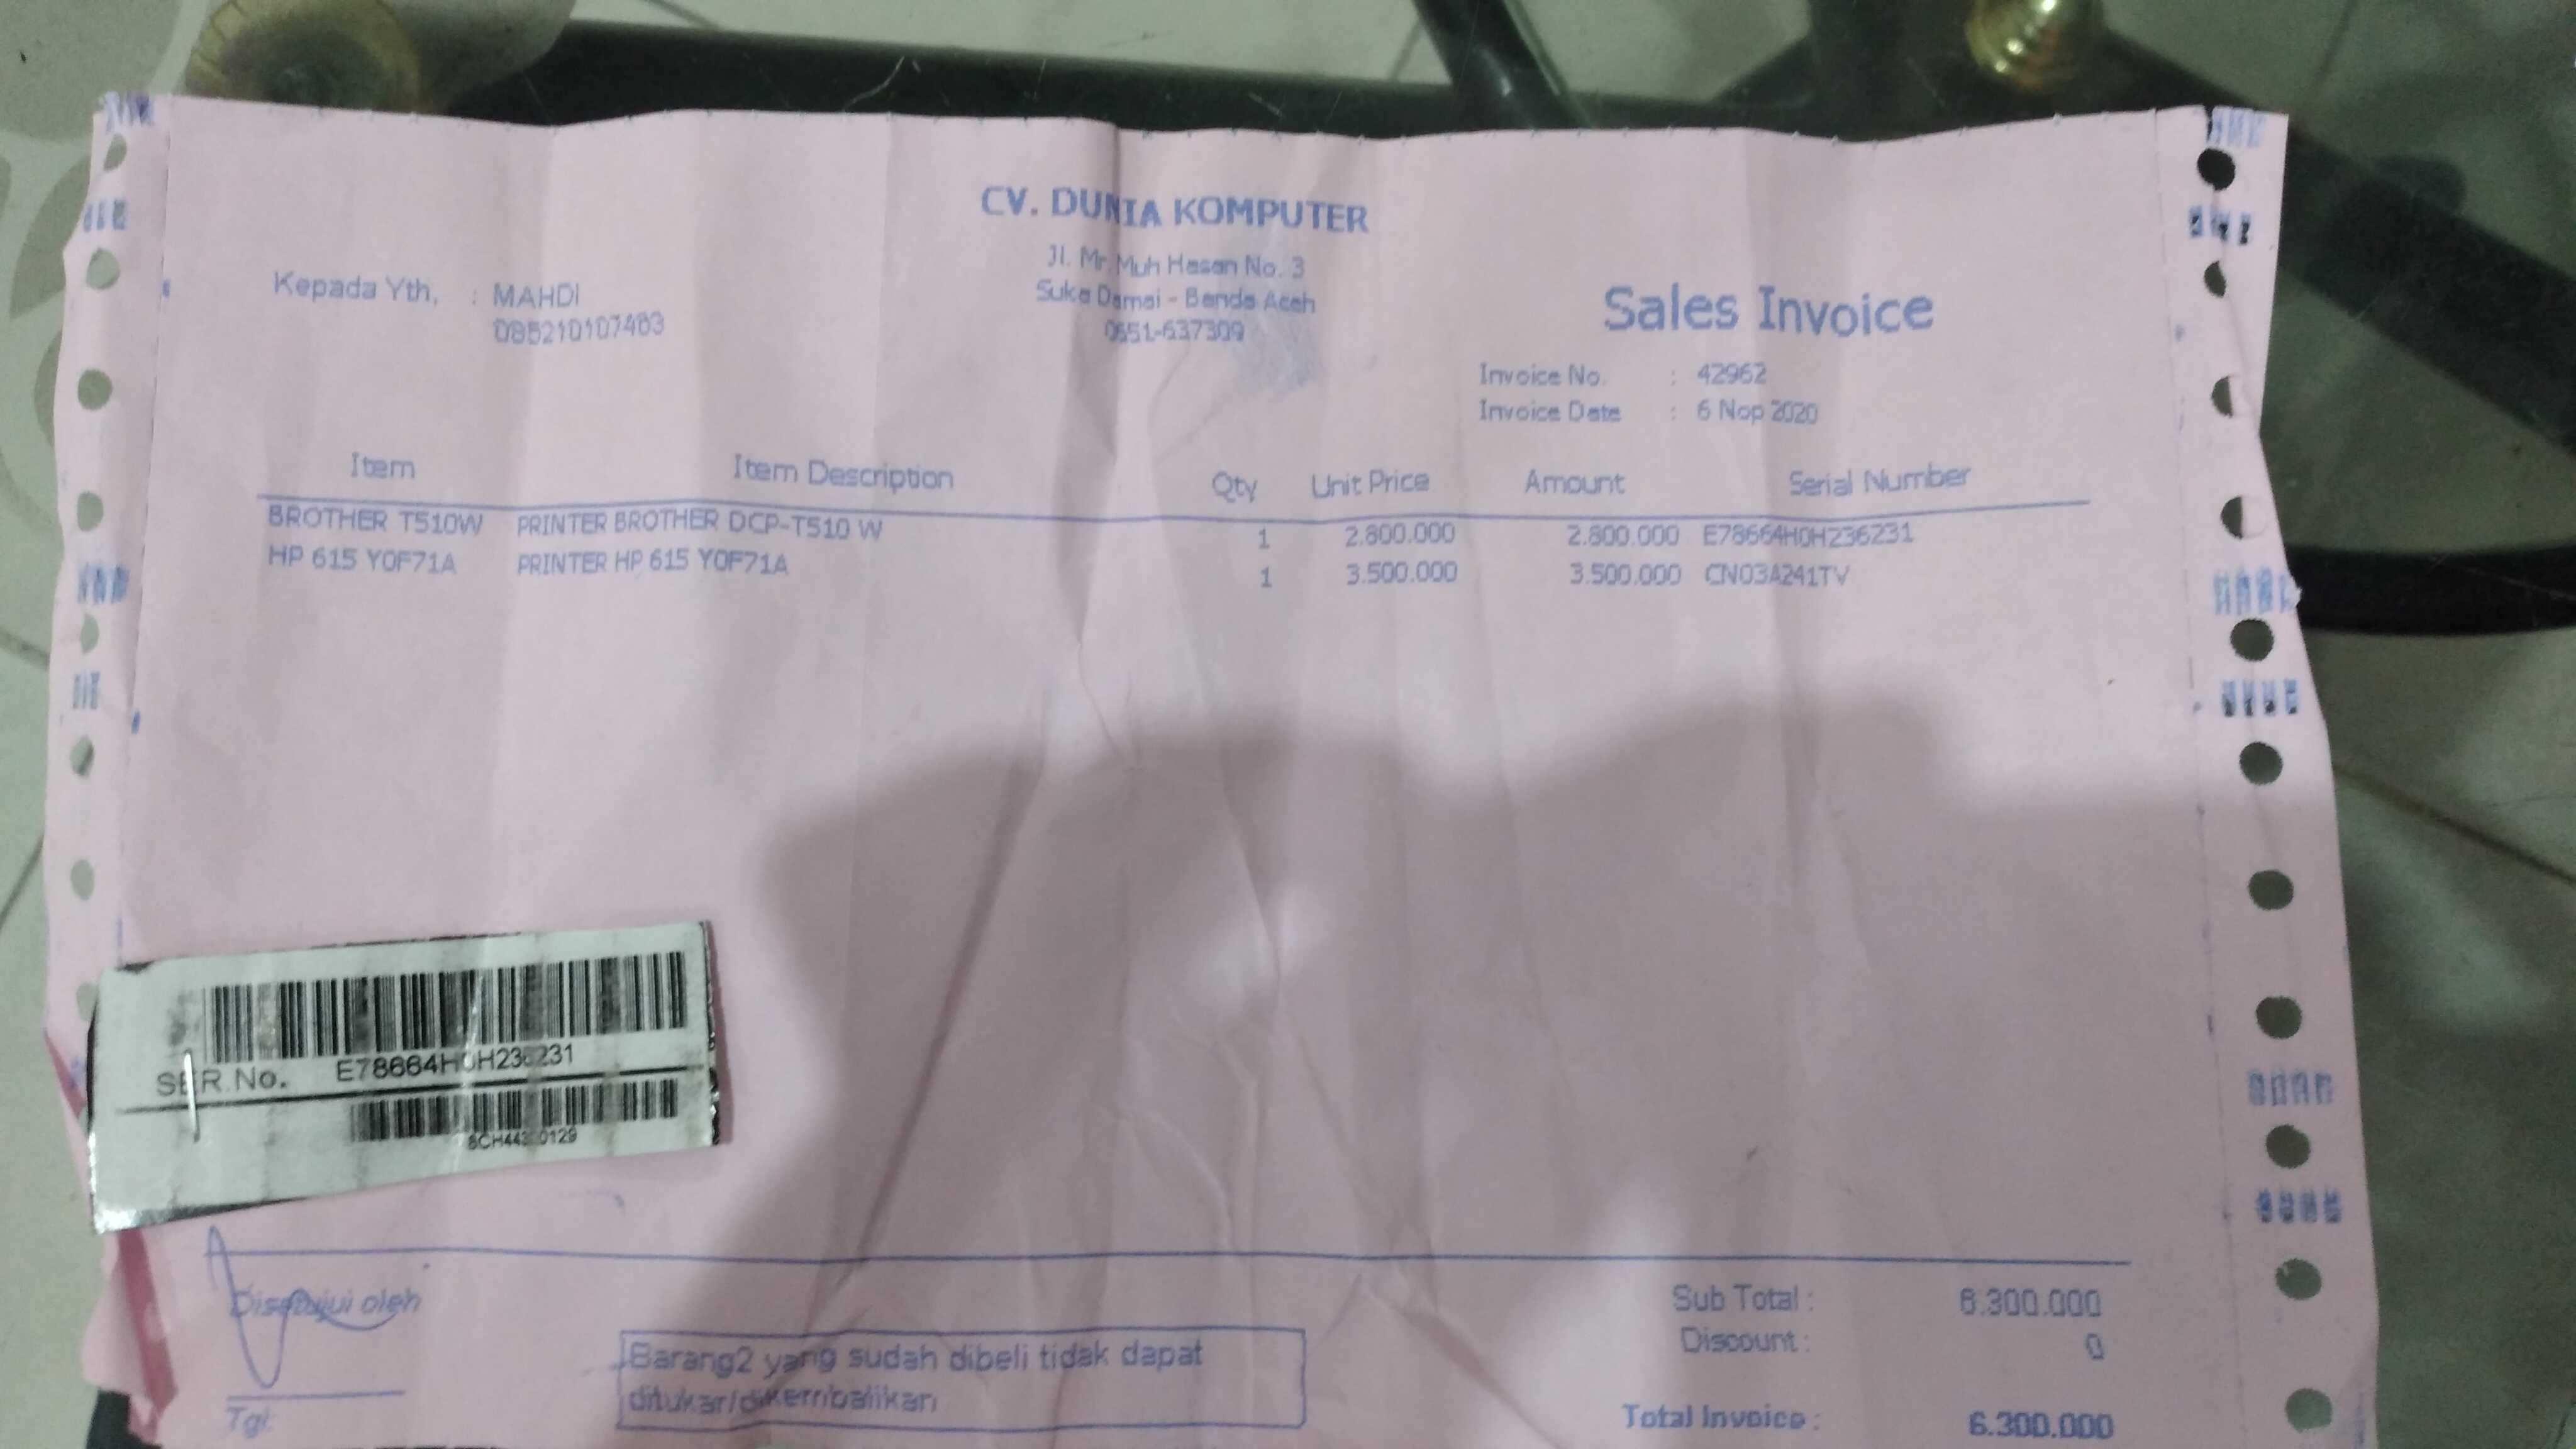 CV. DUNIA KOMPUTER
Jl. Mr. Muh Hasan No. 3
Suka Damai - Banda Aceh
0651-637309
Kepada Yth, : MAHDI
085210107483
Sales Invoice
Invoice No. : 42962
Invoice Date : 6 Nop 2020
Item Item Description Qty Unit Price Amount Serial Number
BROTHER T510W PRINTER BROTHER DCP-T510 W 1 2.800.000 2.800.000 E78664H0H236231
HP 615 Y0F71A PRINTER HP 615 Y0F71A 1 3.500.000 3.500.000 CN03A241TV
SER.No. E78664H0H236231
Disetujui oleh
Tgl:
Barang2 yang sudah dibeli tidak dapat
ditukar/dikembalikan
Sub Total : 6.300.000
Discount : 0
Total Invoice : 6.300.000